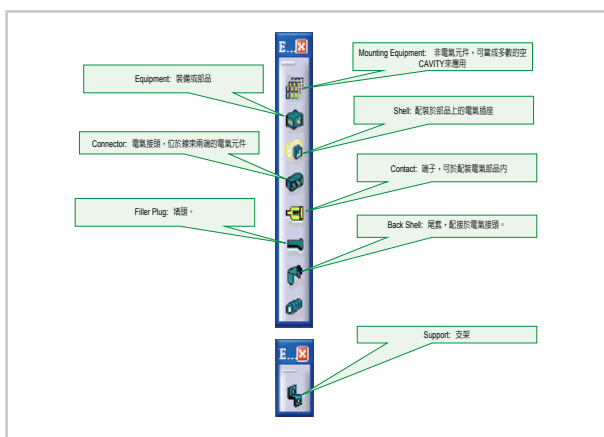 E...
Mounting Equipment: 非電氣元件，可當成多數的空
CAVITY來應用
Equipment: 裝備或部品
Shell: 配裝於部品上的電氣插座
Connector: 電氣接頭，位於線束兩端的電氣元件
Contact: 端子，可於配裝電氣部品内
Filler Plug: 堵頭。
Back Shell: 尾套，配接於電氣接頭。
E...
Support: 支架